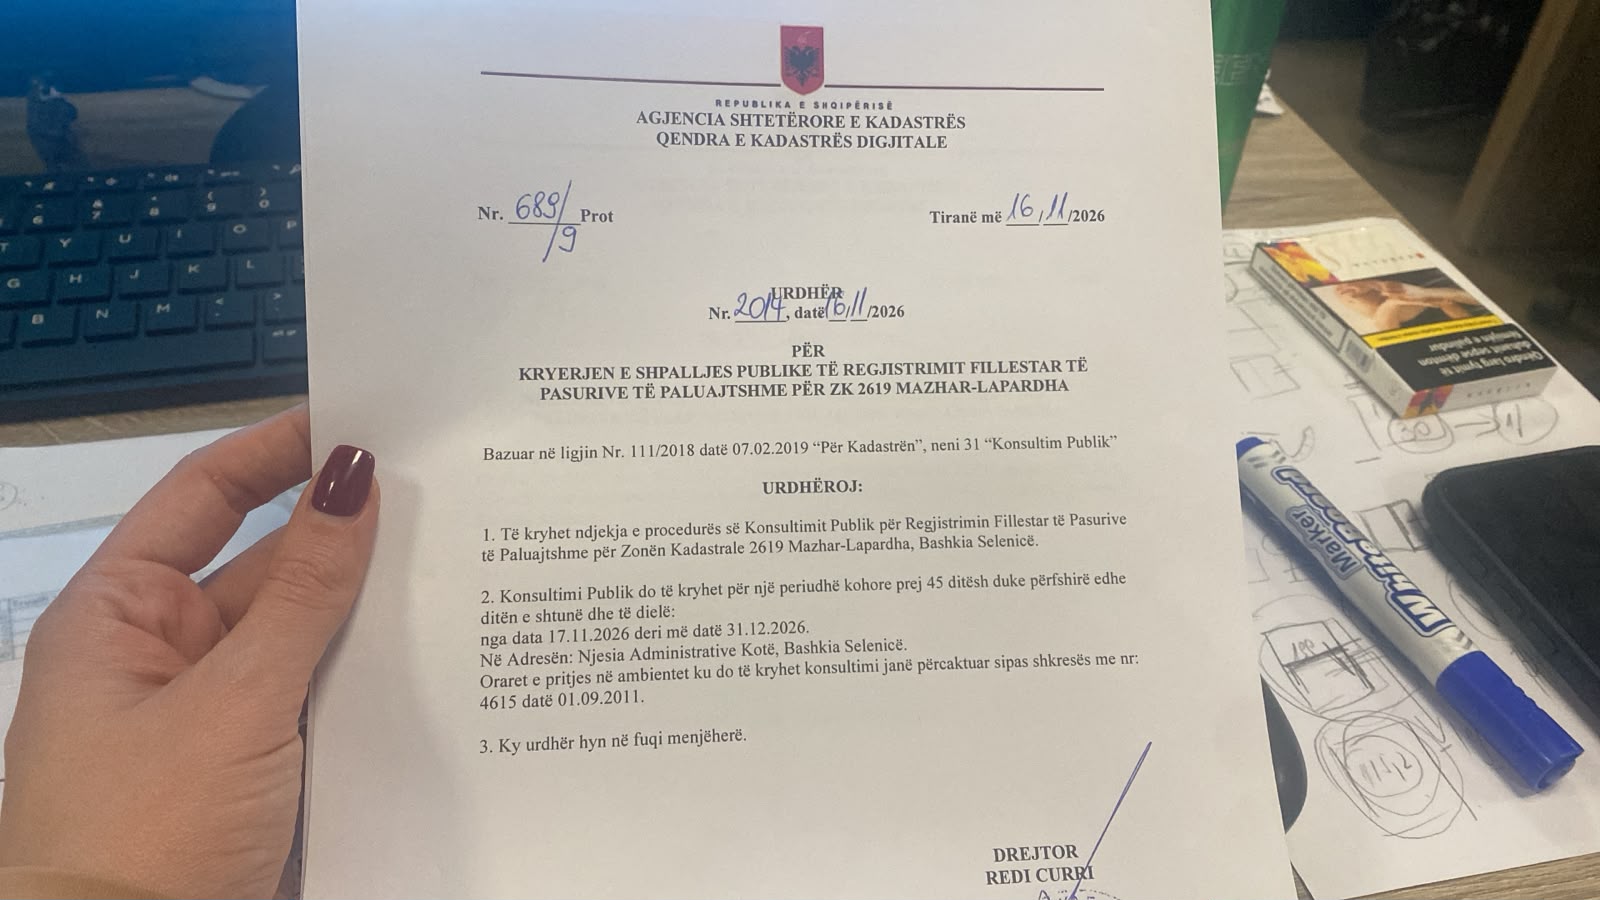 REPUBLIKA E SHQIPËRISË
AGJENCIA SHTETËRORE E KADASTRËS
QENDRA E KADASTRËS DIGJITALE
Nr. 689/ Prot
/9
Tiranë më 16/11/2026
URDHËR
Nr. 2014, datë 16/11/2026
PËR
KRYERJEN E SHPALLJES PUBLIKE TË REGJISTRIMIT FILLESTAR TË
PASURIVE TË PALUAJTSHME PËR ZK 2619 MAZHAR-LAPARDHA
Bazuar në ligjin Nr. 111/2018 datë 07.02.2019 “Për Kadastrën”, neni 31 “Konsultim Publik”
URDHËROJ:
1. Të kryhet ndjekja e procedurës së Konsultimit Publik për Regjistrimin Fillestar të Pasurive
të Paluajtshme për Zonën Kadastrale 2619 Mazhar-Lapardha, Bashkia Selenicë.
2. Konsultimi Publik do të kryhet për një periudhë kohore prej 45 ditësh duke përfshirë edhe
ditën e shtunë dhe të dielë:
nga data 17.11.2026 deri më datë 31.12.2026.
Në Adresën: Njesia Administrative Kotë, Bashkia Selenicë.
Oraret e pritjes në ambientet ku do të kryhet konsultimi janë përcaktuar sipas shkresës me nr:
4615 datë 01.09.2011.
3. Ky urdhër hyn në fuqi menjëherë.
DREJTOR
REDI CURRI
Whiteboard
Marker
30
6
7
8
9
0
T
Y
U
I
O
P
G
H
J
K
L
B
N
M